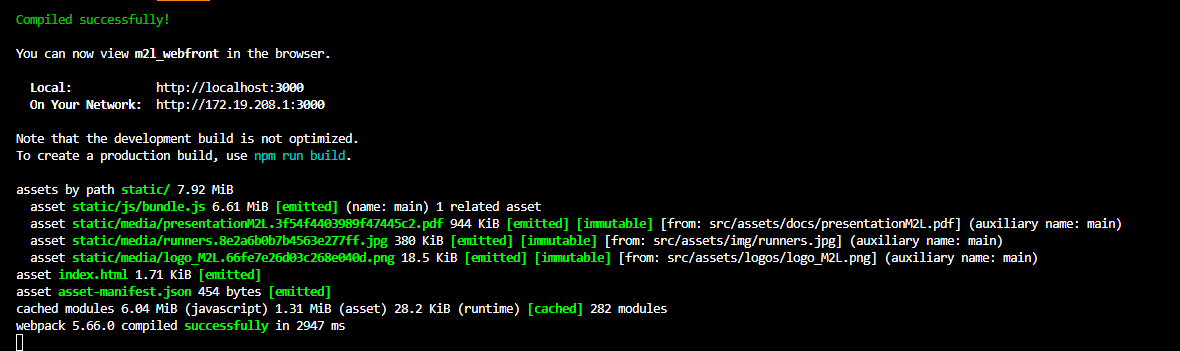 Compiled successfully!
You can now view m2l_webfront in the browser.
Local: http://localhost:3000
On Your Network: http://172.19.208.1:3000
Note that the development build is not optimized.
To create a production build, use npm run build.
assets by path static/ 7.92 MiB
asset static/js/bundle.js 6.61 MiB [emitted] (name: main) 1 related asset
asset static/media/presentationM2L.3f54f4403989f47445c2.pdf 944 KiB [emitted] [immutable] [from: src/assets/docs/presentationM2L.pdf] (auxiliary name: main)
asset static/media/runners.8e2a6b0b7b4563e277ff.jpg 380 KiB [emitted] [immutable] [from: src/assets/img/runners.jpg] (auxiliary name: main)
asset static/media/logo_M2L.66fe7e26d03c268e040d.png 18.5 KiB [emitted] [immutable] [from: src/assets/logos/logo_M2L.png] (auxiliary name: main)
asset index.html 1.71 KiB [emitted]
asset asset-manifest.json 454 bytes [emitted]
cached modules 6.04 MiB (javascript) 1.31 MiB (asset) 28.2 KiB (runtime) [cached] 282 modules
webpack 5.66.0 compiled successfully in 2947 ms